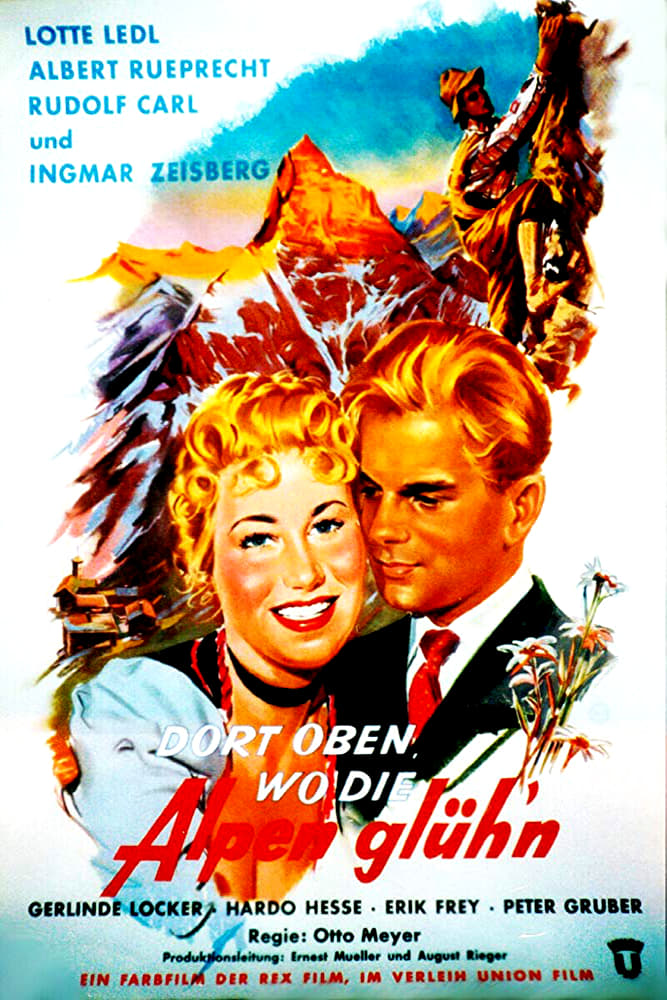 LOTTE LEDL
ALBERT RUEPRECHT
RUDOLF CARL
und
INGMAR ZEISBERG
DORT OBEN,
WO DIE
Alpen glüh'n
GERLINDE LOCKER · HARDO HESSE · ERIK FREY · PETER GRUBER
Regie: Otto Meyer
Produktionsleitung: Ernest Mueller und August Rieger
EIN FARBFILM DER REX FILM, IM VERLEIH UNION FILM
U